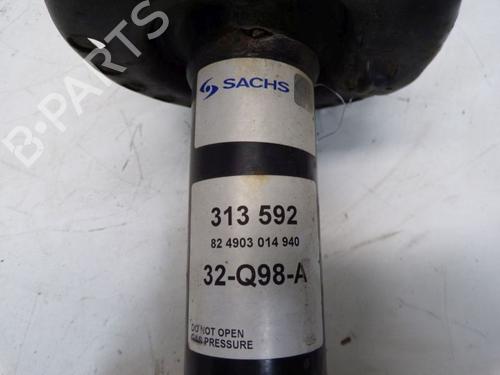 B-PARTS
SACHS
313 592
82 4903 014 940
32-Q98-A
DO NOT OPEN
GAS PRESSURE